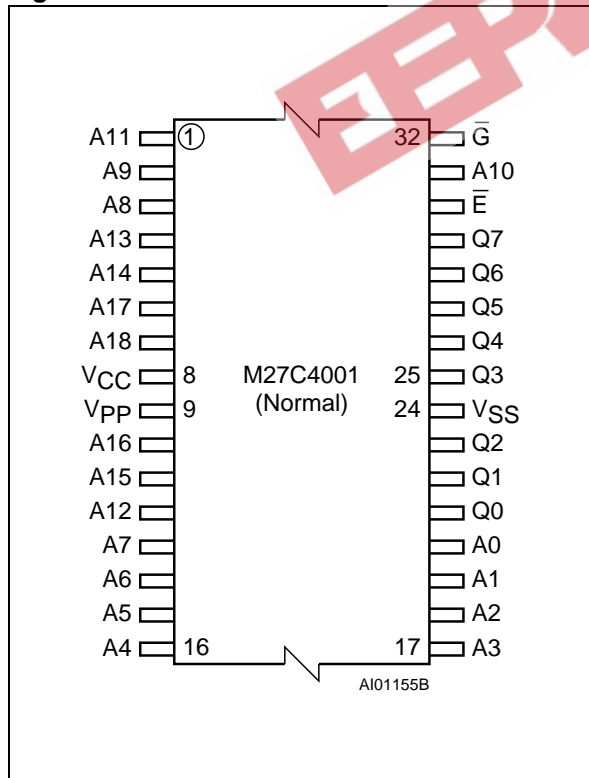 A11 1 32 G̅
A9 A10
A8 E̅
A13 Q7
A14 Q6
A17 Q5
A18 Q4
VCC 8 M27C4001 25 Q3
VPP 9 (Normal) 24 VSS
A16 Q2
A15 Q1
A12 Q0
A7 A0
A6 A1
A5 A2
A4 16 17 A3
AI01155B